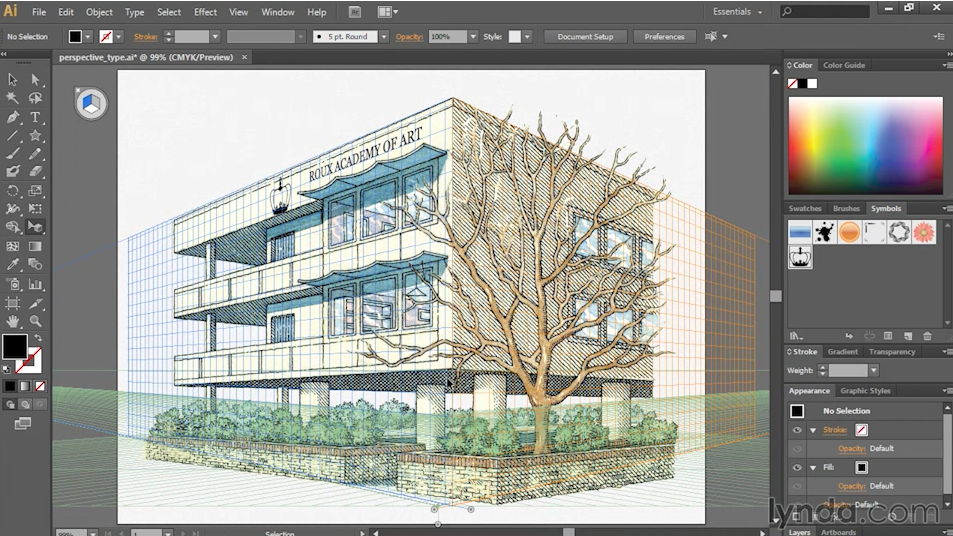 Ai File Edit Object Type Select Effect View Window Help Essentials
No Selection Stroke: 5 pt. Round Opacity: 100% Style: Document Setup Preferences
perspective_type.ai* @ 99% (CMYK/Preview) ×
Color Color Guide
ROUX ACADEMY OF ART
Swatches Brushes Symbols
Stroke Gradient Transparency
Weight:
Appearance Graphic Styles
No Selection
Stroke:
Opacity: Default
Fill:
Opacity: Default
Opacity: Default
lynda.com
99% 1 Selection
Layers Artboards